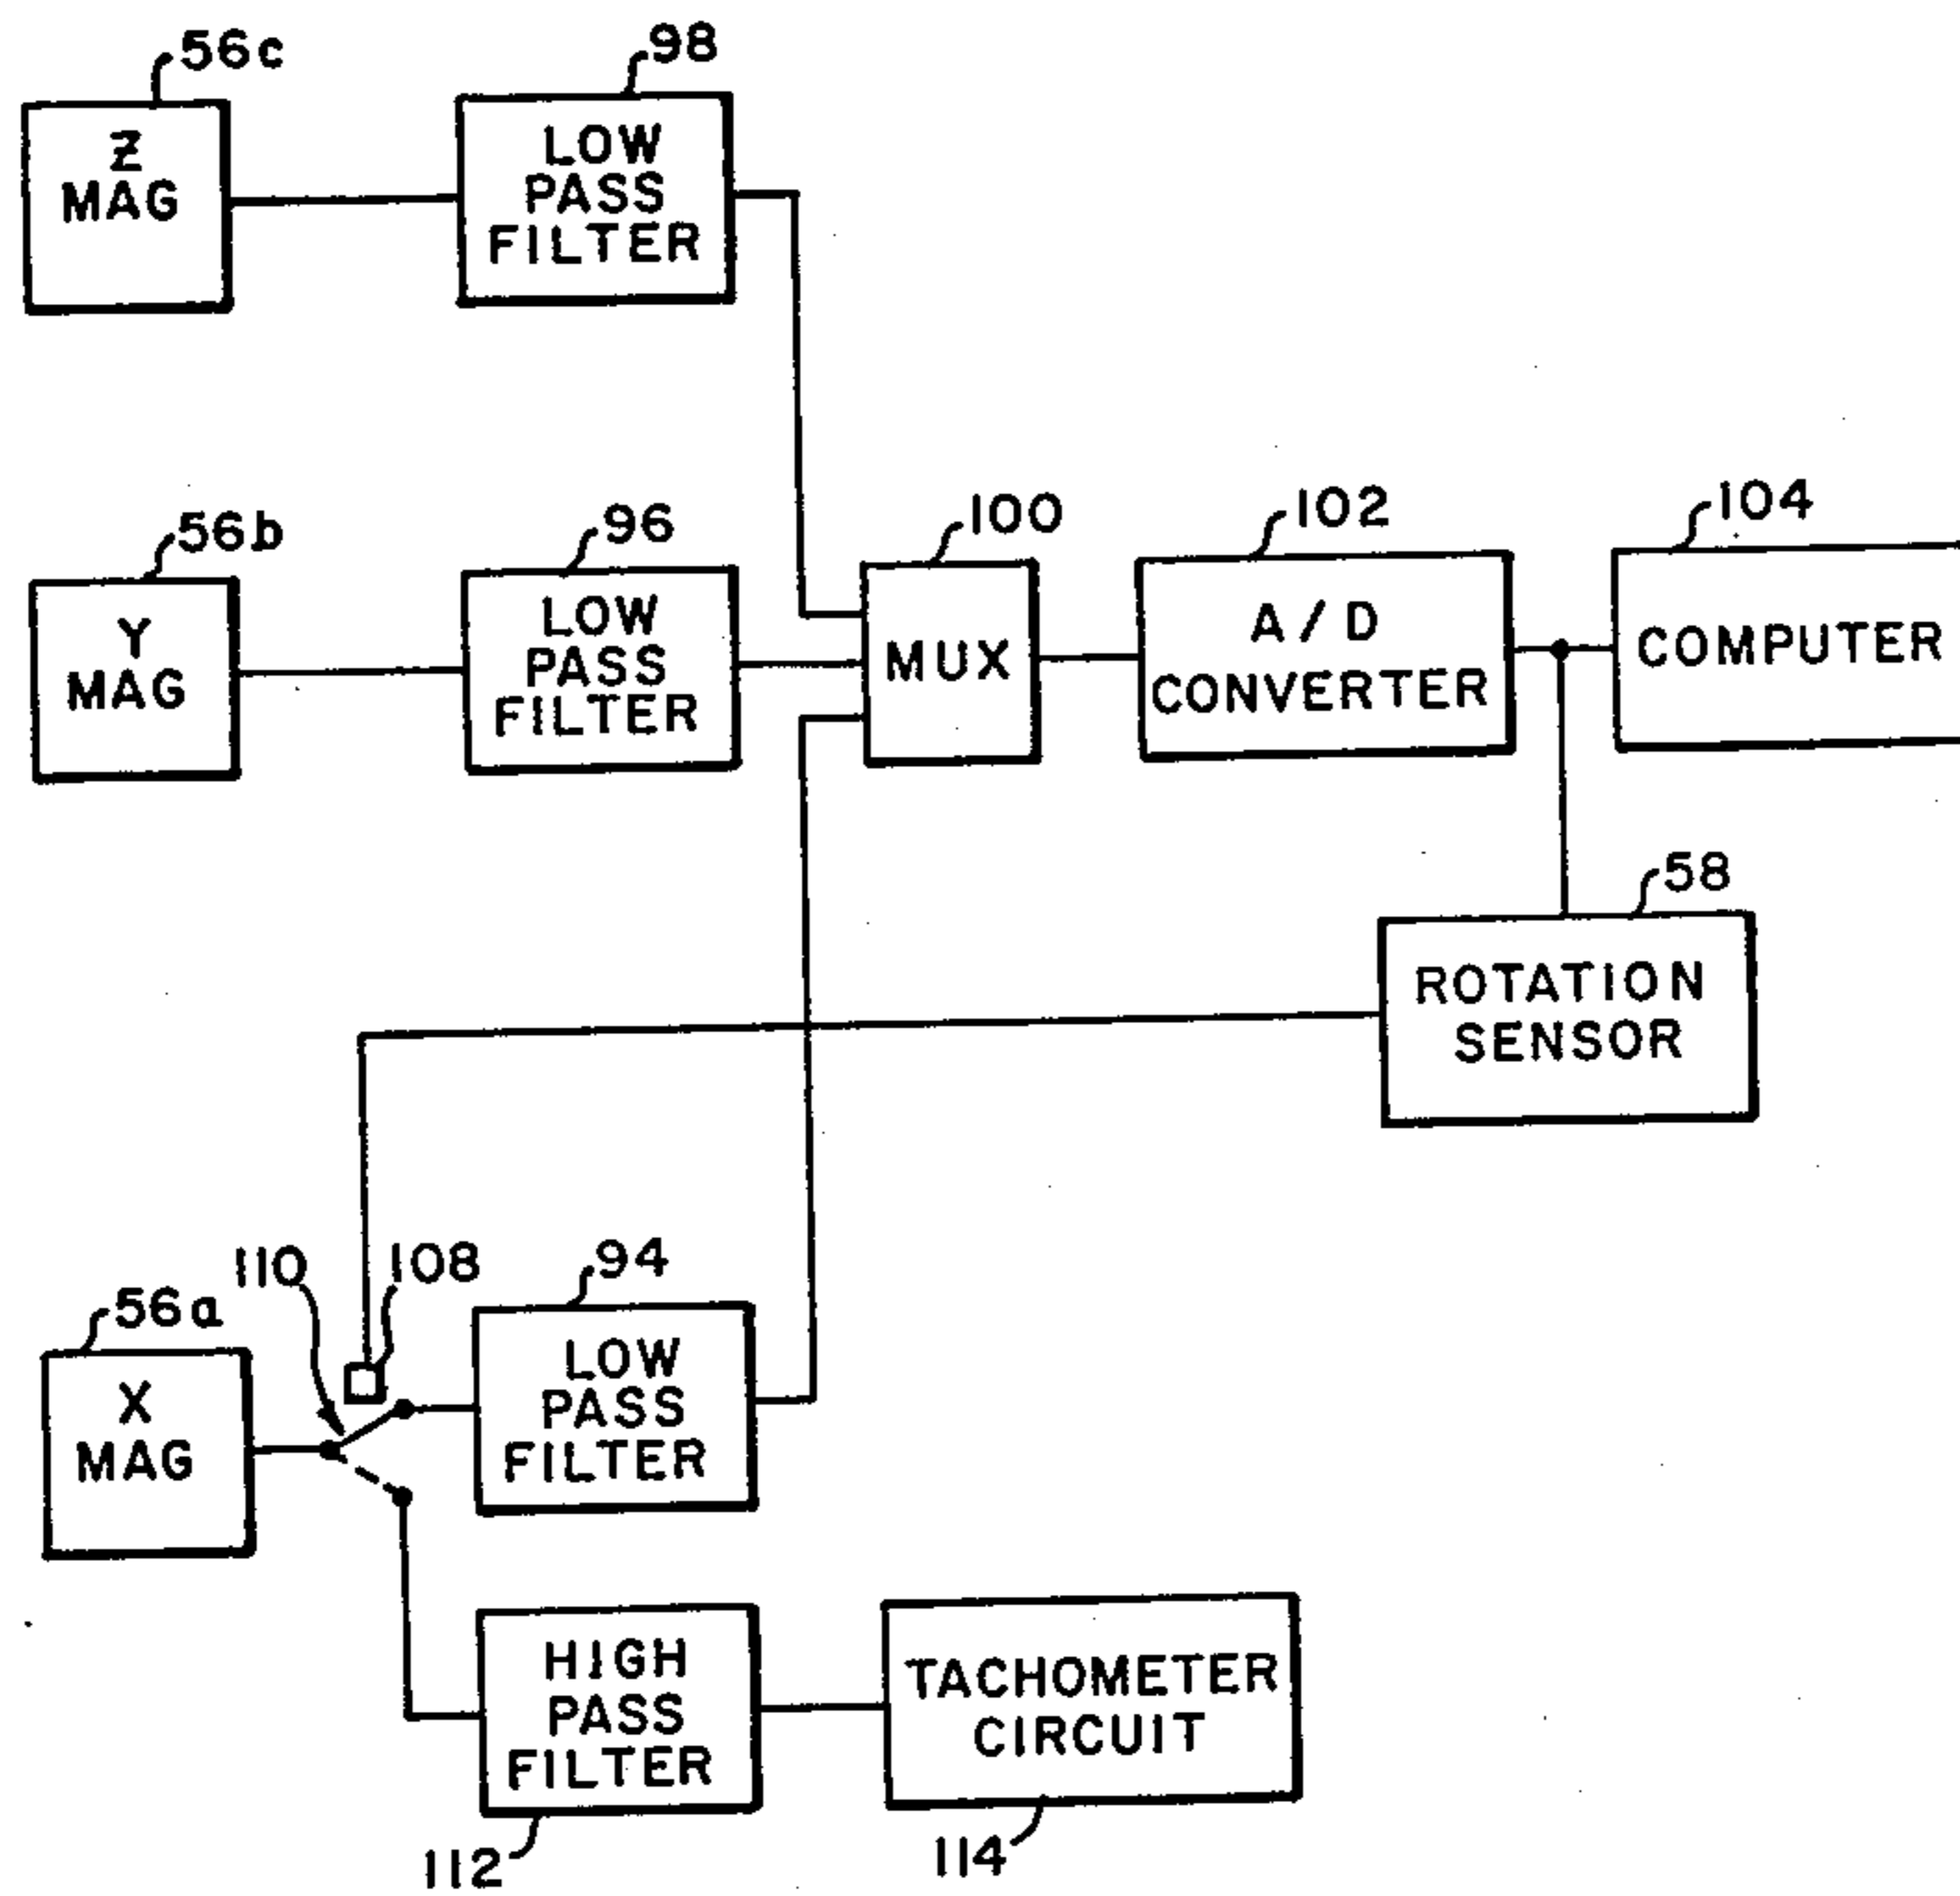 56c
98
Z
MAG
LOW
PASS
FILTER
56b
96
100
102
104
Y
MAG
LOW
PASS
FILTER
MUX
A/D
CONVERTER
COMPUTER
58
ROTATION
SENSOR
110
108
94
56a
X
MAG
LOW
PASS
FILTER
HIGH
PASS
FILTER
TACHOMETER
CIRCUIT
112
114